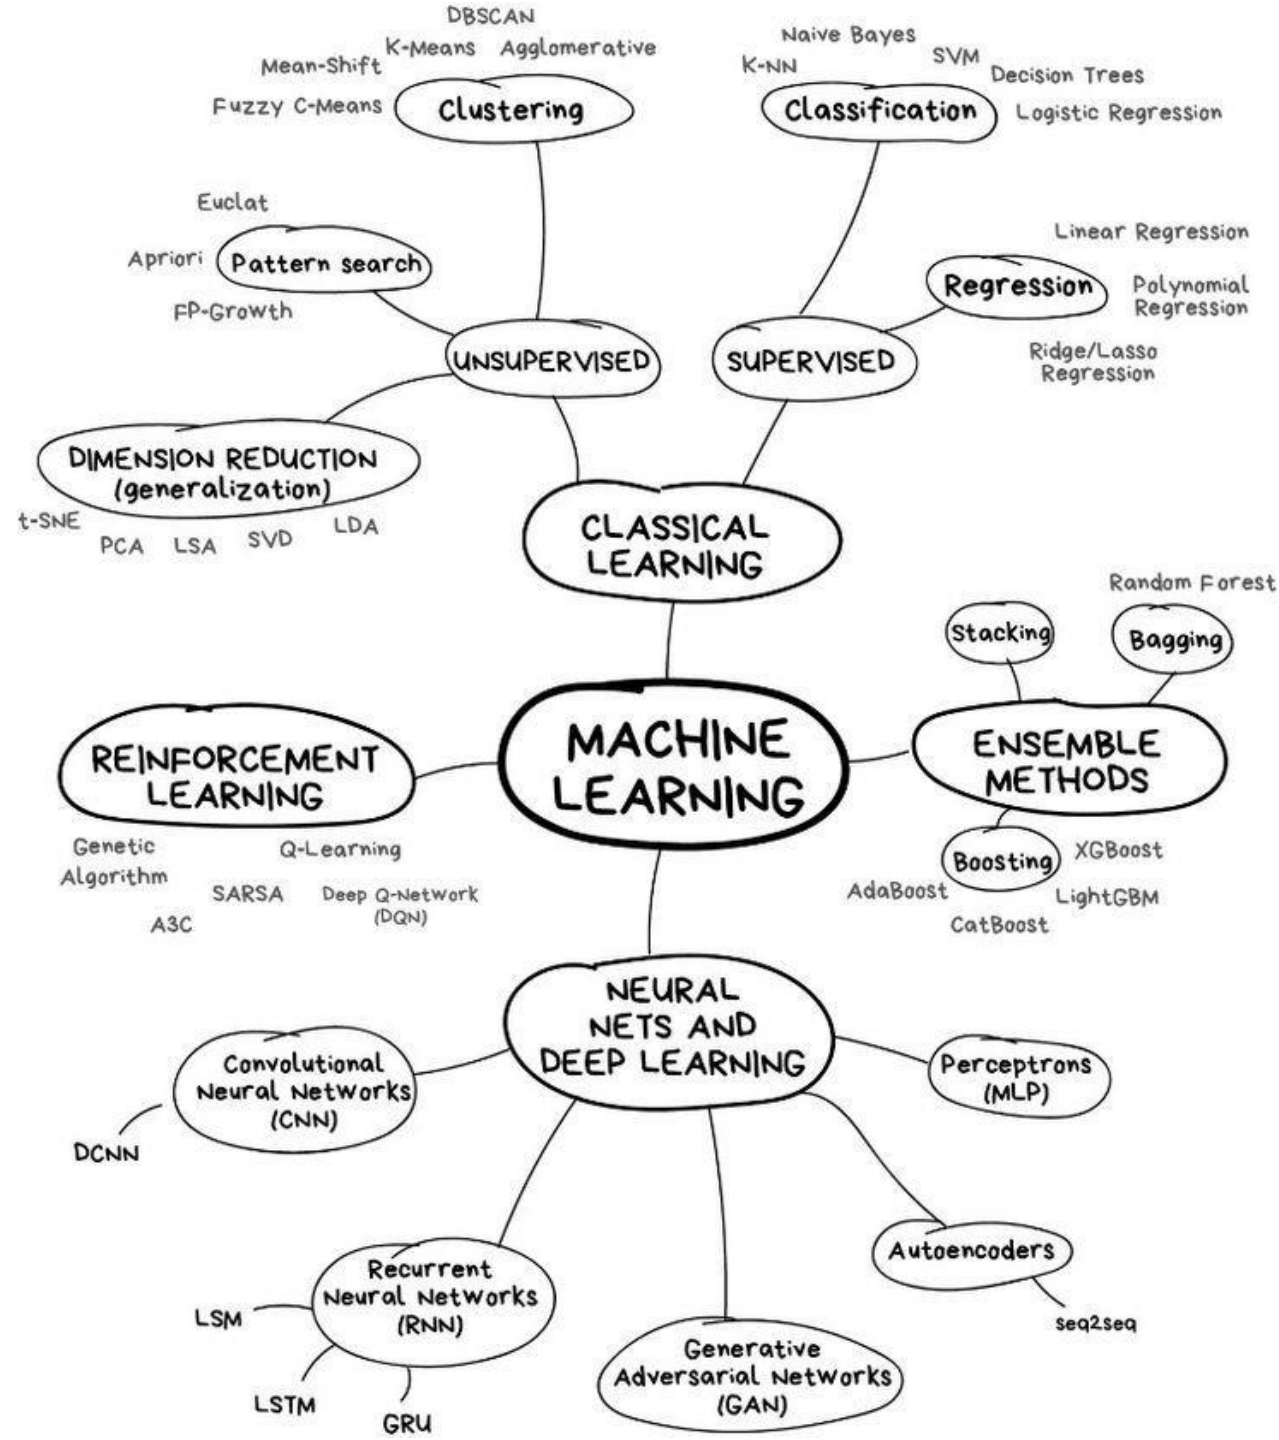 DBSCAN
K-Means
Agglomerative
Mean-Shift
Fuzzy C-Means
Clustering
Naive Bayes
SVM
K-NN
Decision Trees
Classification
Logistic Regression
Euclat
Apriori
Pattern search
FP-Growth
Linear Regression
Regression
Polynomial
Regression
Ridge/Lasso
Regression
UNSUPERVISED
SUPERVISED
DIMENSION REDUCTION
(generalization)
t-SNE
PCA
LSA
SVD
LDA
CLASSICAL
LEARNING
Random Forest
Stacking
Bagging
MACHINE
LEARNING
REINFORCEMENT
LEARNING
ENSEMBLE
METHODS
Genetic
Algorithm
Q-Learning
SARSA
Deep Q-Network
(DQN)
A3C
Boosting
XGBoost
AdaBoost
LightGBM
CatBoost
NEURAL
NETS AND
DEEP LEARNING
Convolutional
Neural Networks
(CNN)
DCNN
Perceptrons
(MLP)
Autoencoders
seq2seq
Recurrent
Neural Networks
(RNN)
LSM
LSTM
GRU
Generative
Adversarial Networks
(GAN)